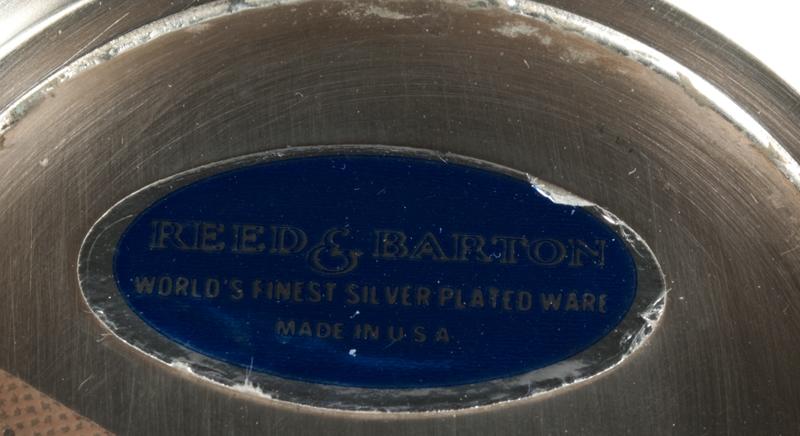 REED & BARTON
WORLD'S FINEST SILVER PLATED WARE
MADE IN U S A